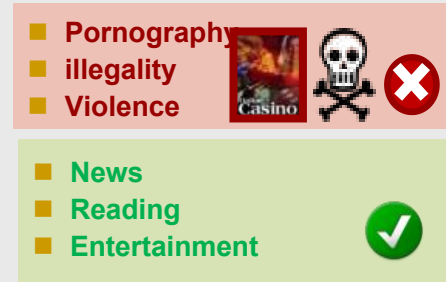 Pornography
illegality
Violence
Casino
News
Reading
Entertainment